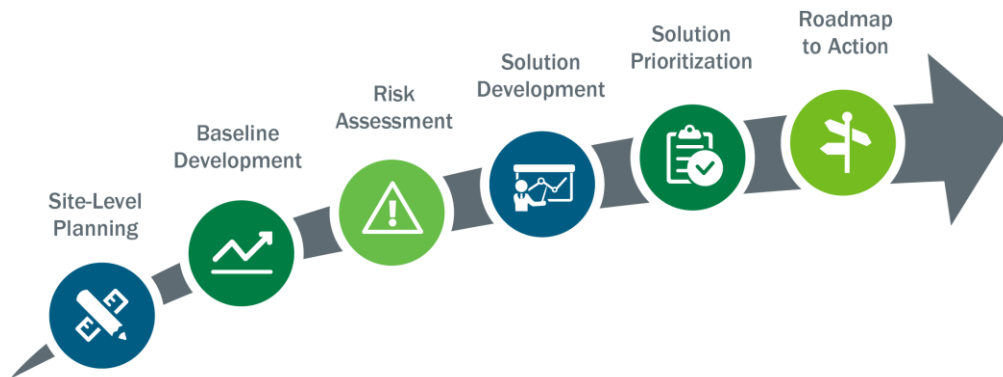 Site-Level
Planning
Baseline
Development
Risk
Assessment
Solution
Development
Solution
Prioritization
Roadmap
to Action